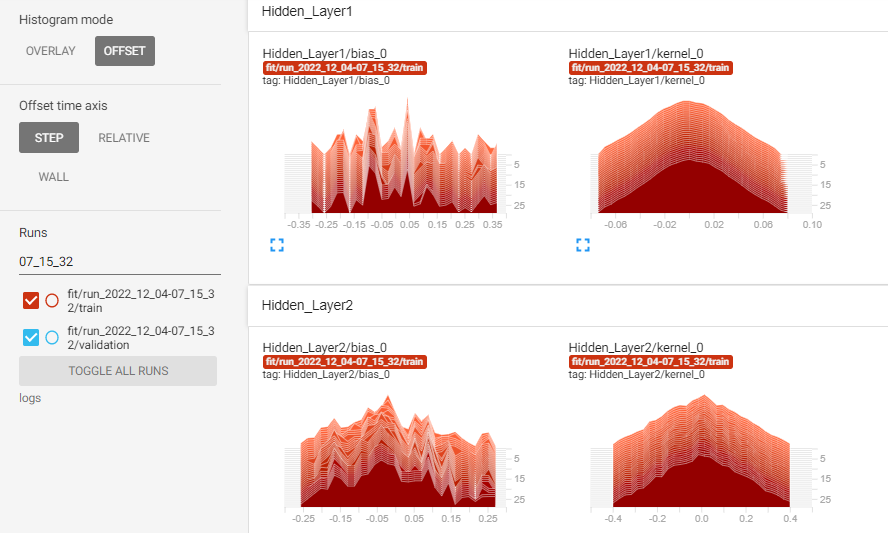 Histogram mode
OVERLAY OFFSET
Offset time axis
STEP RELATIVE
WALL
Runs
07_15_32
fit/run_2022_12_04-07_15_3
2/train
fit/run_2022_12_04-07_15_3
2/validation
TOGGLE ALL RUNS
logs
Hidden_Layer1
Hidden_Layer1/bias_0
fit/run_2022_12_04-07_15_32/train
tag: Hidden_Layer1/bias_0
5
15
25
-0.35 -0.25 -0.15 -0.05 0.05 0.15 0.25 0.35
Hidden_Layer1/kernel_0
fit/run_2022_12_04-07_15_32/train
tag: Hidden_Layer1/kernel_0
5
15
25
-0.06 -0.02 0.02 0.06 0.10
Hidden_Layer2
Hidden_Layer2/bias_0
fit/run_2022_12_04-07_15_32/train
tag: Hidden_Layer2/bias_0
5
15
25
-0.25 -0.15 -0.05 0.05 0.15 0.25
Hidden_Layer2/kernel_0
fit/run_2022_12_04-07_15_32/train
tag: Hidden_Layer2/kernel_0
5
15
25
-0.4 -0.2 0.0 0.2 0.4